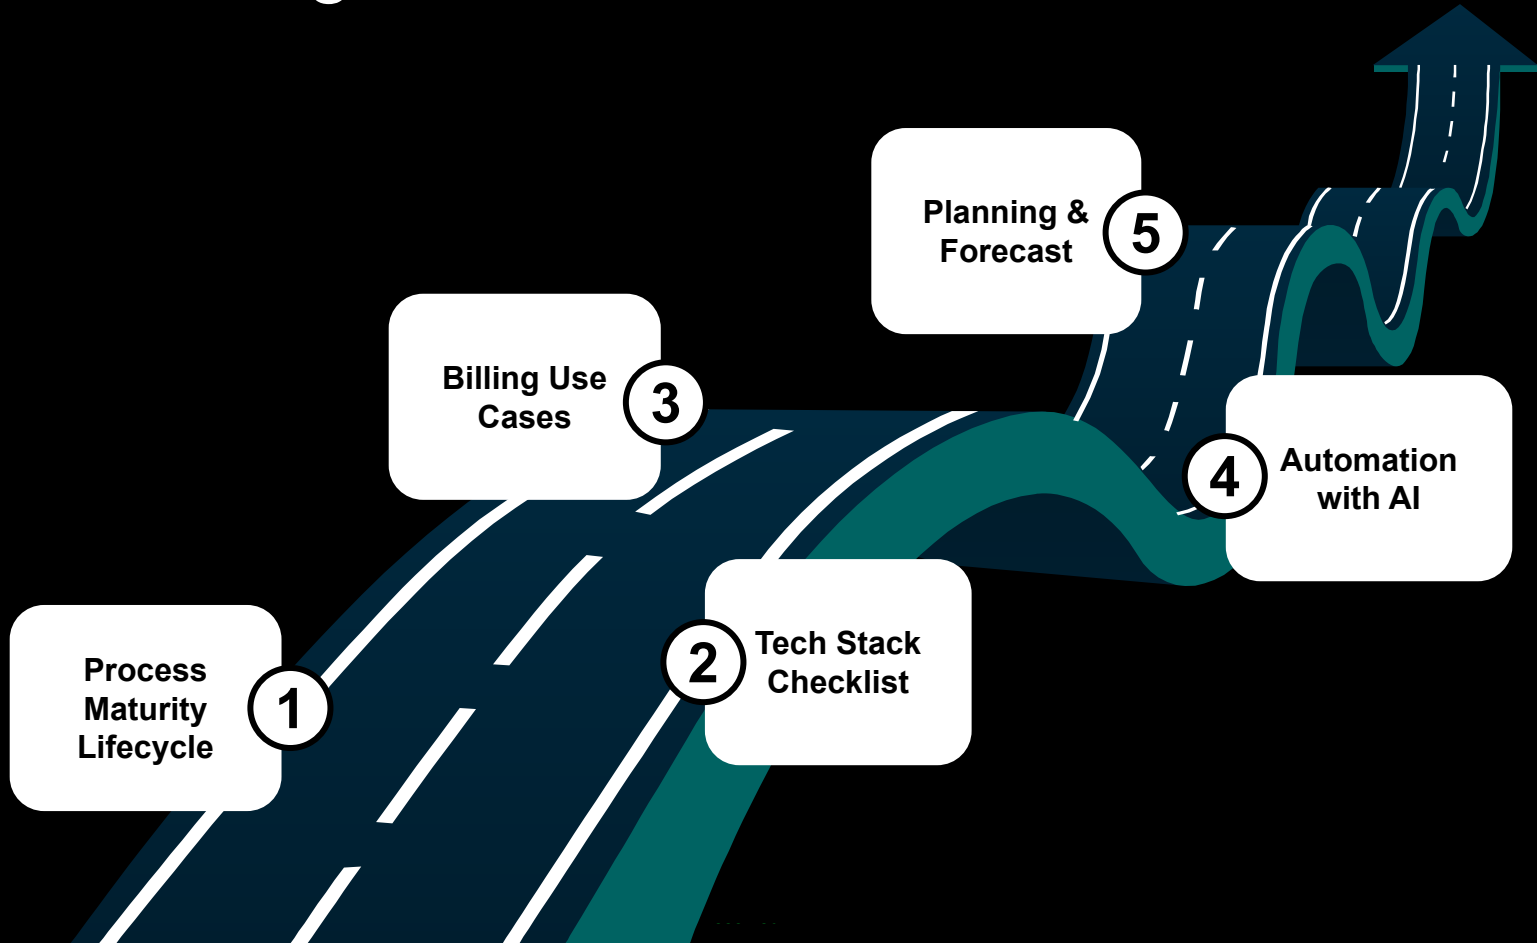 Process
Maturity
Lifecycle
1
2
Tech Stack
Checklist
Billing Use
Cases
3
4
Automation
with AI
Planning &
Forecast
5